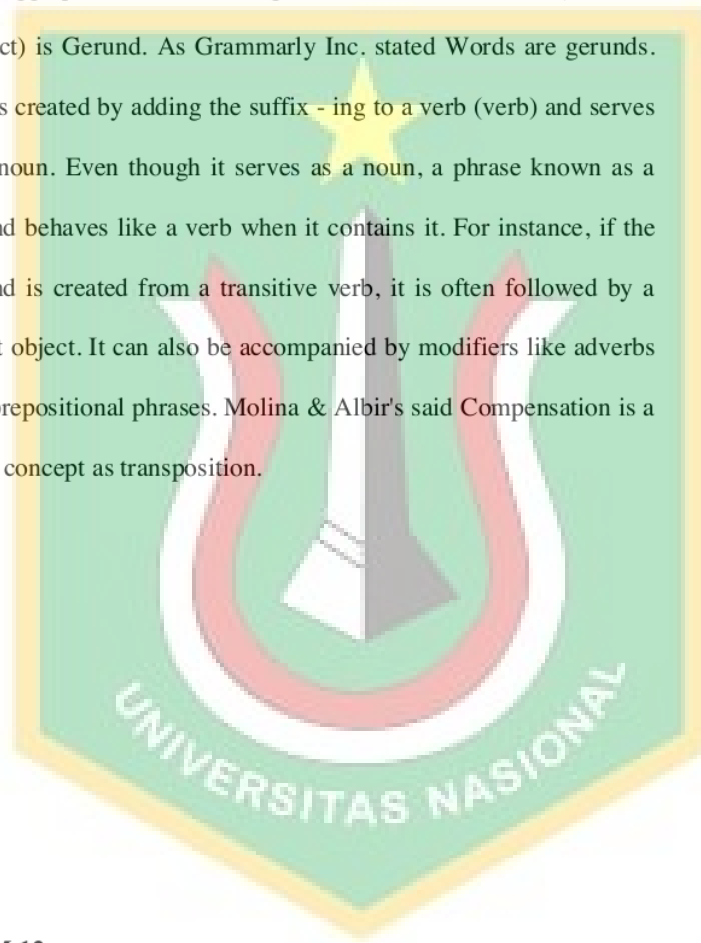 ct) is Gerund. As Grammarly Inc. stated Words are gerunds.
s created by adding the suffix - ing to a verb (verb) and serves
noun. Even though it serves as a noun, a phrase known as a
nd behaves like a verb when it contains it. For instance, if the
nd is created from a transitive verb, it is often followed by a
t object. It can also be accompanied by modifiers like adverbs
prepositional phrases. Molina & Albir's said Compensation is a
concept as transposition.
UNIVERSITAS NASIONAL